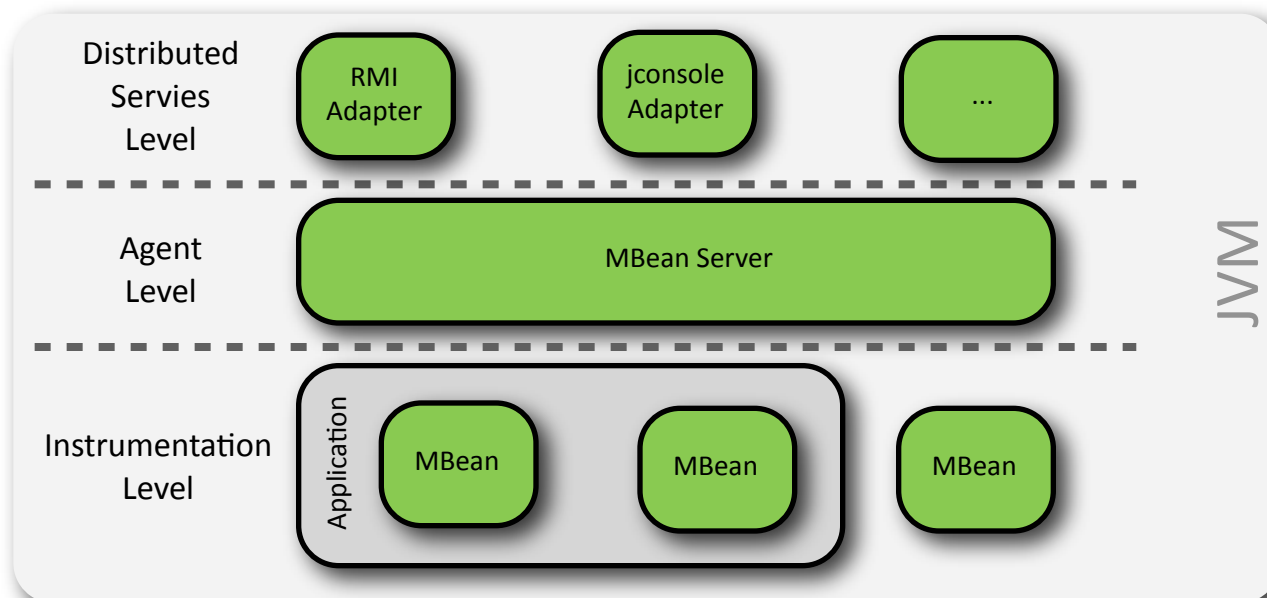 Distributed
Servies
Level
RMI
Adapter
jconsole
Adapter
...
Agent
Level
MBean Server
Instrumentation
Level
Application
MBean
MBean
MBean
JVM